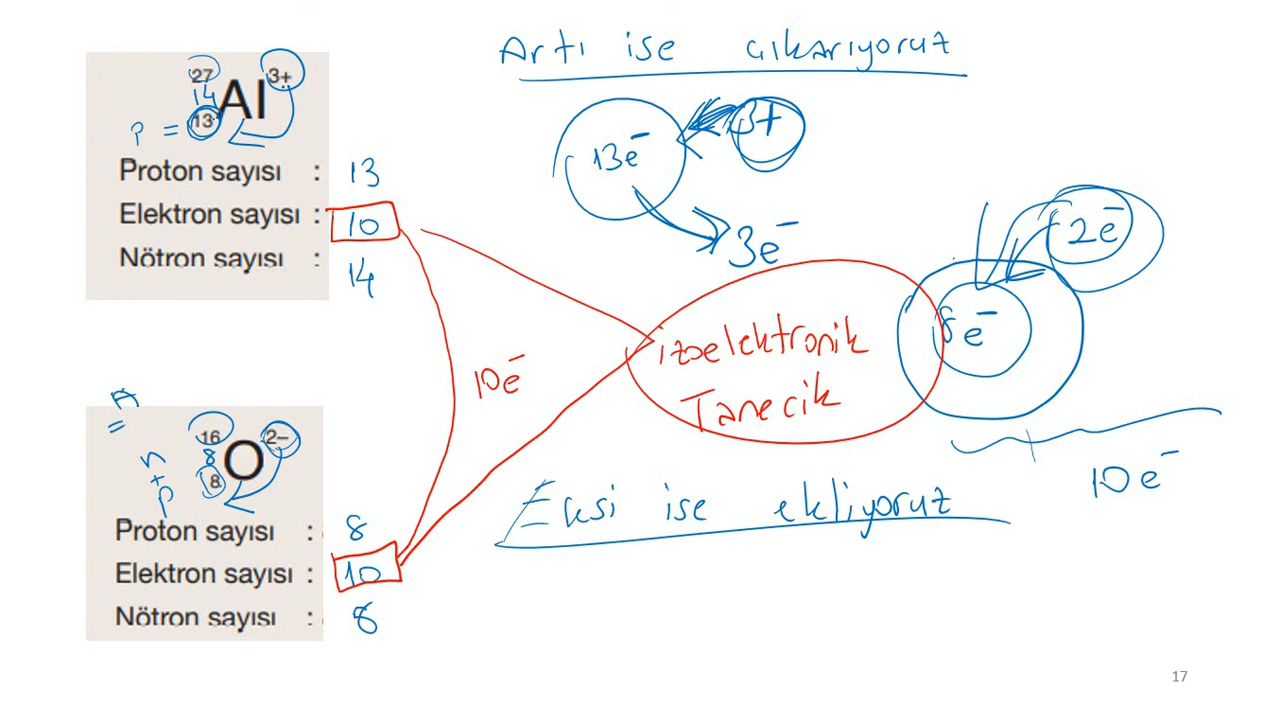 Artı ise çıkarıyoruz
27 3+
14 Al
p = 13
Proton sayısı : 13
Elektron sayısı : 10
Nötron sayısı : 14
13e⁻ 3+
3e⁻
2e⁻
8e⁻
10e⁻
izoelektronik
Tanecik
10e⁻
A
=
n
+
p
16 2-
8 O
8
Proton sayısı : 8
Elektron sayısı : 10
Nötron sayısı : 8
Eksi ise ekliyoruz
17